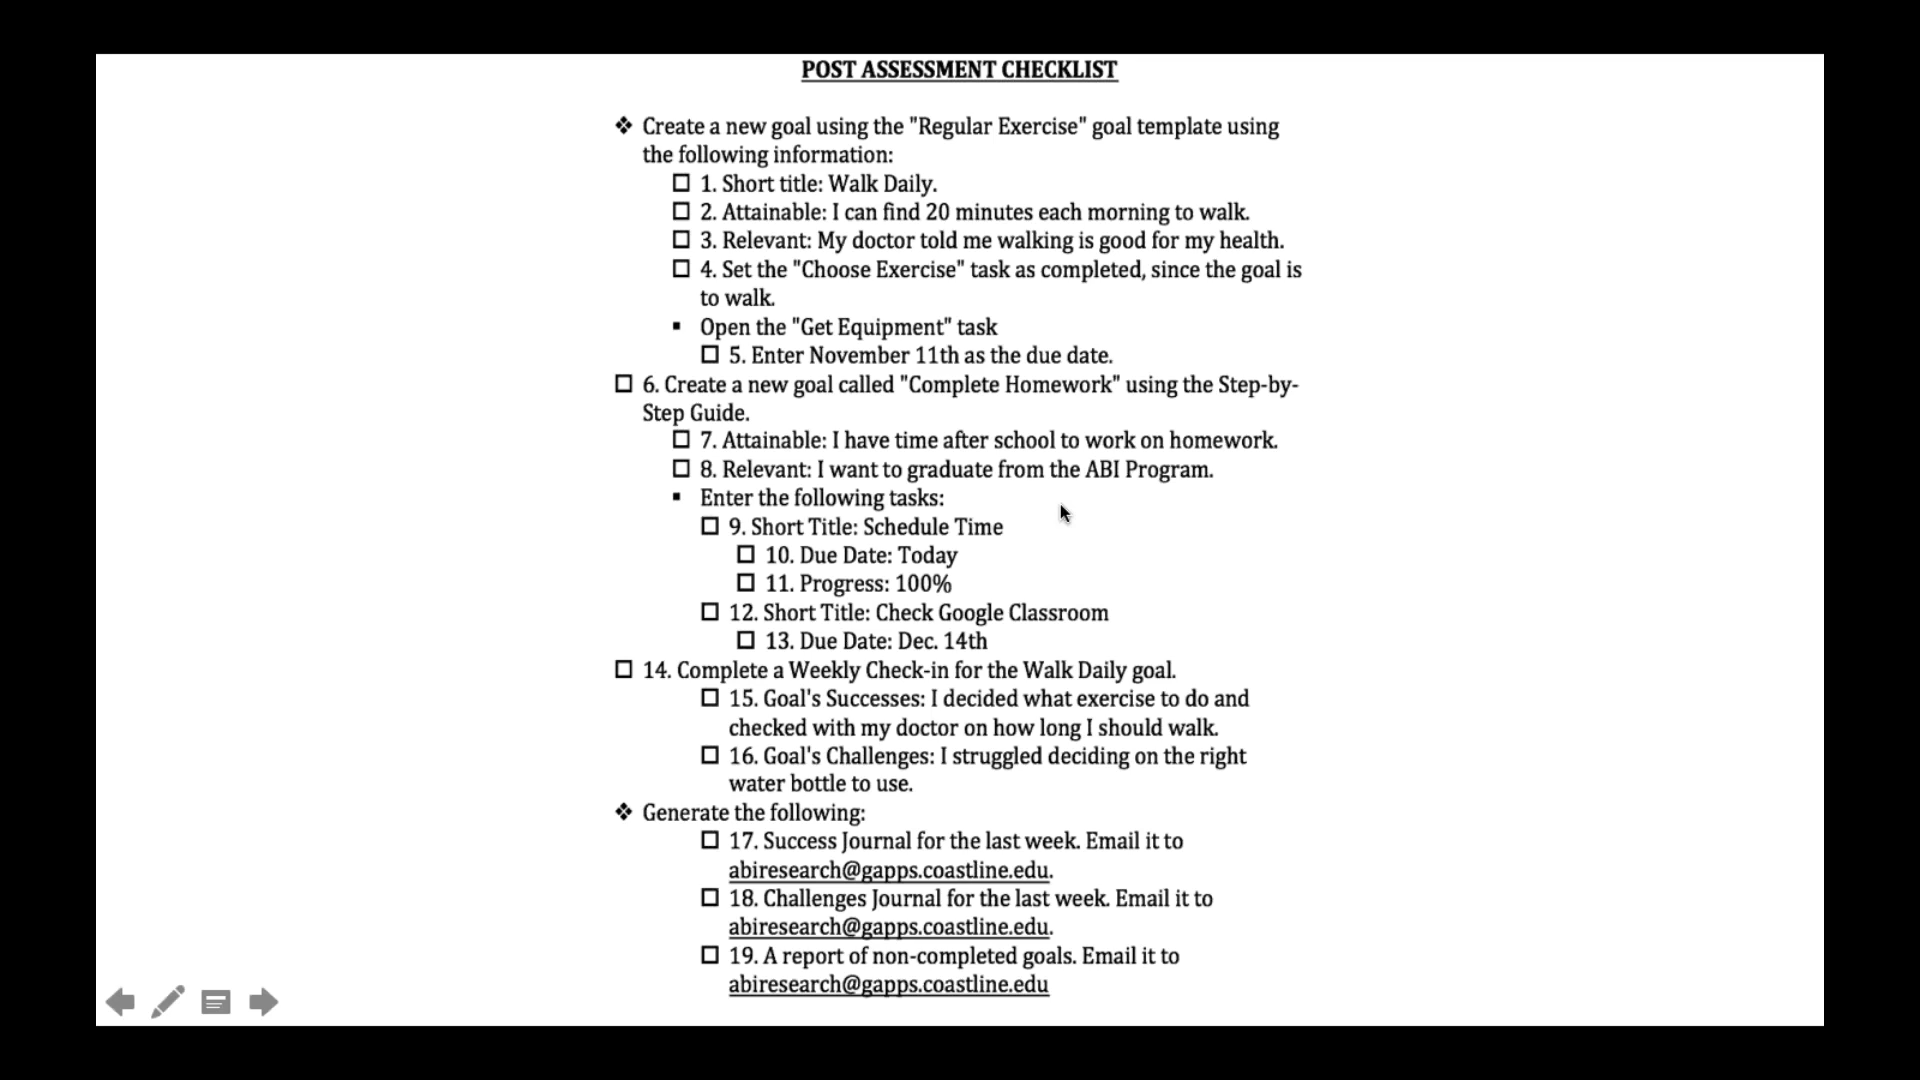 POST ASSESSMENT CHECKLIST
❖ Create a new goal using the "Regular Exercise" goal template using
the following information:
☐ 1. Short title: Walk Daily.
☐ 2. Attainable: I can find 20 minutes each morning to walk.
☐ 3. Relevant: My doctor told me walking is good for my health.
☐ 4. Set the "Choose Exercise" task as completed, since the goal is
to walk.
▪ Open the "Get Equipment" task
☐ 5. Enter November 11th as the due date.
☐ 6. Create a new goal called "Complete Homework" using the Step-by-
Step Guide.
☐ 7. Attainable: I have time after school to work on homework.
☐ 8. Relevant: I want to graduate from the ABI Program.
▪ Enter the following tasks:
☐ 9. Short Title: Schedule Time
☐ 10. Due Date: Today
☐ 11. Progress: 100%
☐ 12. Short Title: Check Google Classroom
☐ 13. Due Date: Dec. 14th
☐ 14. Complete a Weekly Check-in for the Walk Daily goal.
☐ 15. Goal's Successes: I decided what exercise to do and
checked with my doctor on how long I should walk.
☐ 16. Goal's Challenges: I struggled deciding on the right
water bottle to use.
❖ Generate the following:
☐ 17. Success Journal for the last week. Email it to
abiresearch@gapps.coastline.edu.
☐ 18. Challenges Journal for the last week. Email it to
abiresearch@gapps.coastline.edu.
☐ 19. A report of non-completed goals. Email it to
abiresearch@gapps.coastline.edu